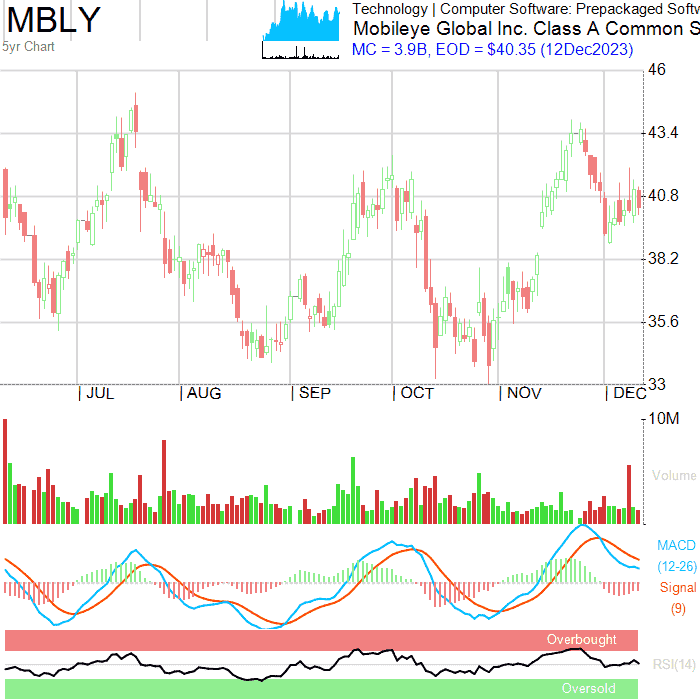 MBLY
5yr Chart
Technology | Computer Software: Prepackaged Softw
Mobileye Global Inc. Class A Common S
MC = 3.9B, EOD = $40.35 (12Dec2023)
46
43.4
40.8
38.2
35.6
33
JUL
AUG
SEP
OCT
NOV
DEC
10M
Volume
MACD
(12-26)
Signal
(9)
Overbought
RSI(14)
Oversold